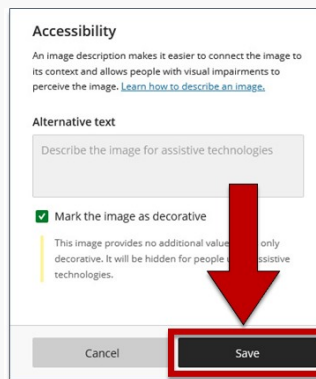 Accessibility
An image description makes it easier to connect the image to
its context and allows people with visual impairments to
perceive the image. Learn how to describe an image.
Alternative text
Describe the image for assistive technologies
Mark the image as decorative
This image provides no additional value only
decorative. It will be hidden for people assistive
technologies.
Cancel
Save